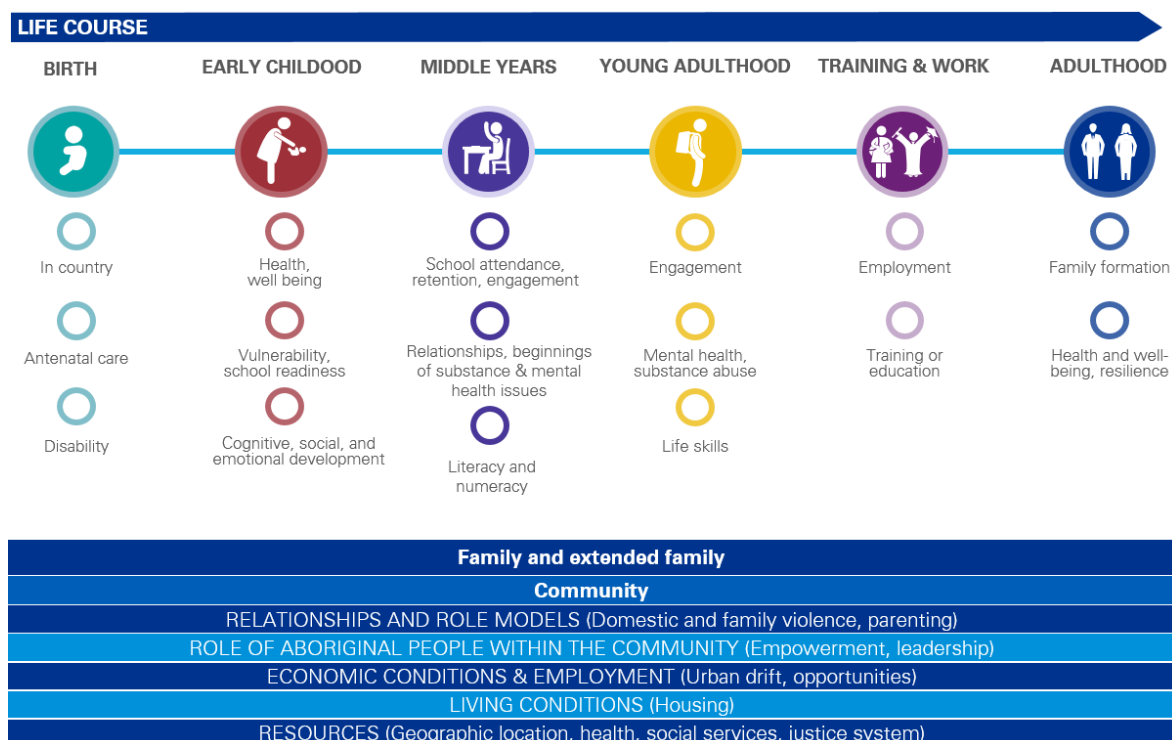 LIFE COURSE
BIRTH
EARLY CHILDOOD
MIDDLE YEARS
YOUNG ADULTHOOD
TRAINING & WORK
ADULTHOOD
In country
Health,
well being
School attendance,
retention, engagement
Engagement
Employment
Family formation
Antenatal care
Vulnerability,
school readiness
Relationships, beginnings
of substance & mental
health issues
Mental health,
substance abuse
Training or
education
Health and well-
being, resilience
Disability
Cognitive, social, and
emotional development
Literacy and
numeracy
Life skills
Family and extended family
Community
RELATIONSHIPS AND ROLE MODELS (Domestic and family violence, parenting)
ROLE OF ABORIGINAL PEOPLE WITHIN THE COMMUNITY (Empowerment, leadership)
ECONOMIC CONDITIONS & EMPLOYMENT (Urban drift, opportunities)
LIVING CONDITIONS (Housing)
RESOURCES (Geographic location, health, social services, justice system)